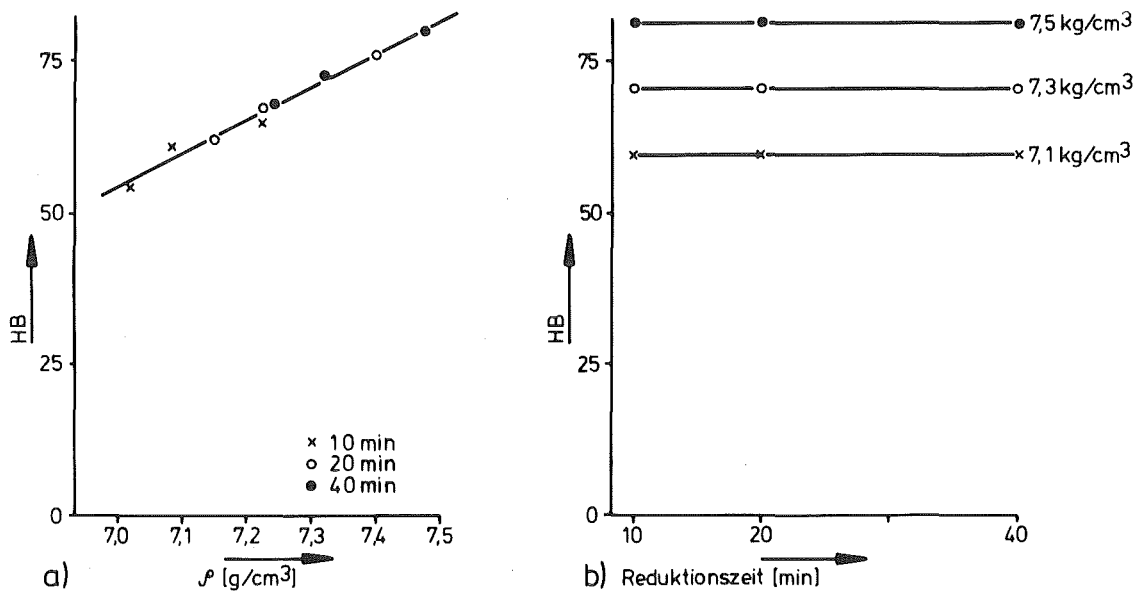 75
50
25
0
HB
× 10 min
○ 20 min
● 40 min
7,0 7,1 7,2 7,3 7,4 7,5
a) ρ [g/cm³]
75
50
25
0
HB
7,5 kg/cm³
7,3 kg/cm³
7,1 kg/cm³
10 20 40
b) Reduktionszeit [min]